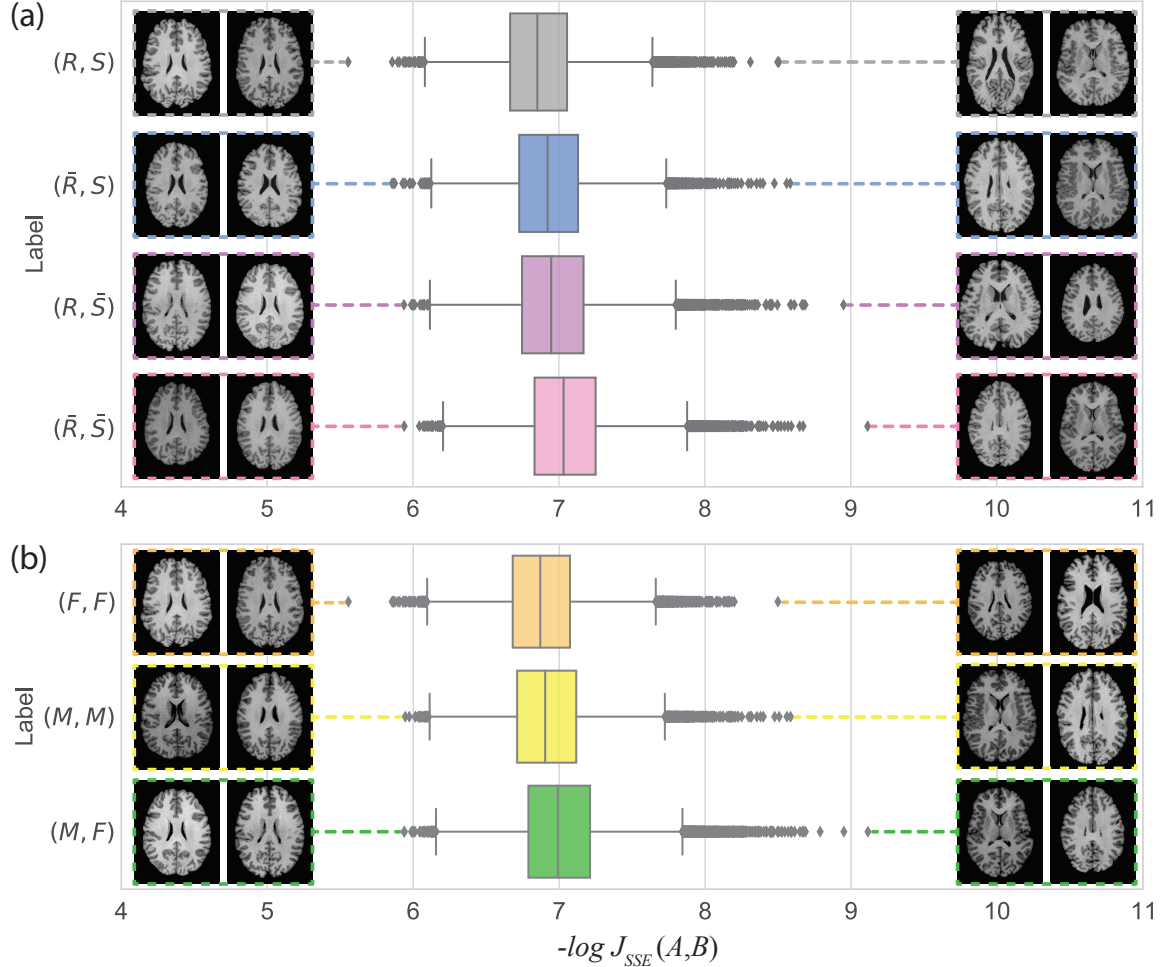 (a)
(R, S)
(R̄, S)
(R, S̄)
(R̄, S̄)
Label
4 5 6 7 8 9 10 11
(b)
(F, F)
(M, M)
(M, F)
Label
4 5 6 7 8 9 10 11
-log J_SSE (A,B)